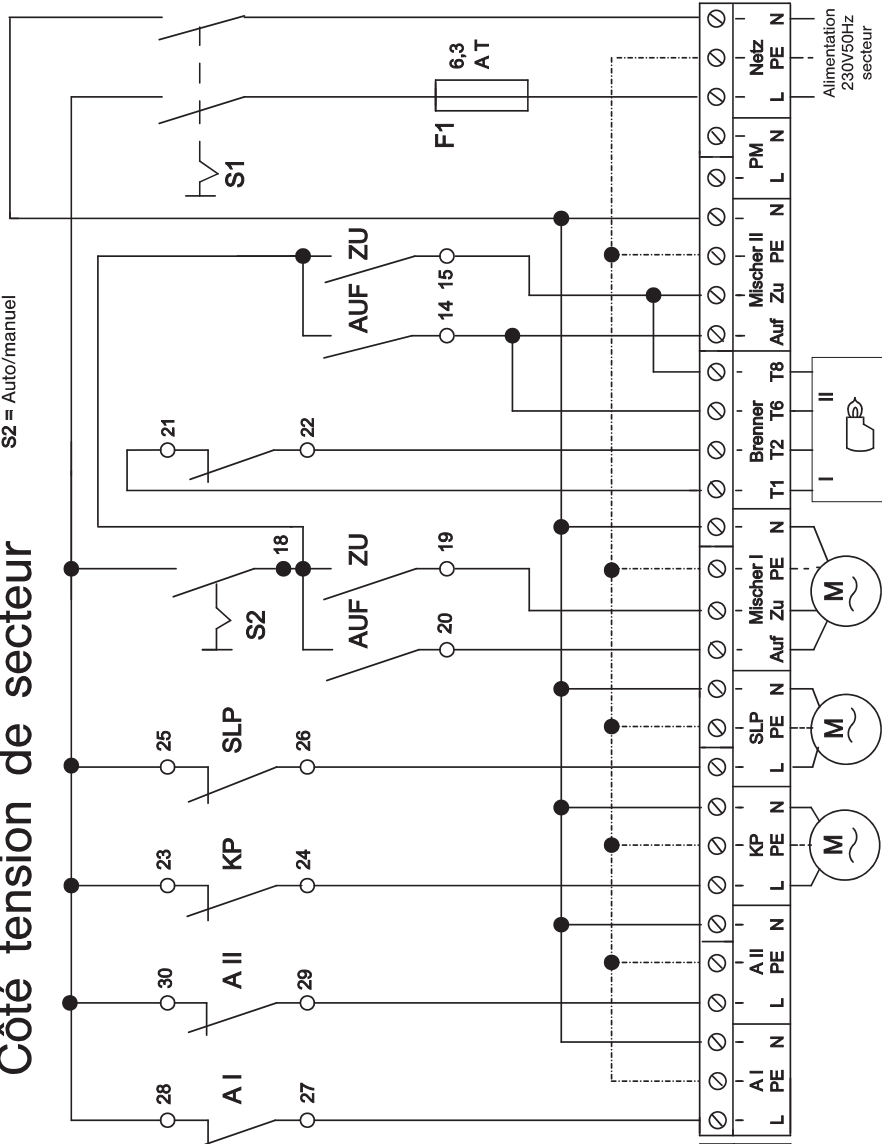 Côté tension de secteur
S2 = Auto/manuel
S1
F1
6,3
A T
28
A I
27
30
A II
29
23
KP
24
25
SLP
26
18
S2
AUF
ZU
20
19
21
22
AUF
ZU
14
15
A I
L PE N
A II
L PE N
KP
L PE N
SLP
L PE N
Mischer I
Auf Zu PE N
Brenner
T1 T2 T6 T8
Mischer II
Auf Zu PE N
PM
L N
Netz
L PE N
M
M
M
I
II
Alimentation
230V50Hz
secteur